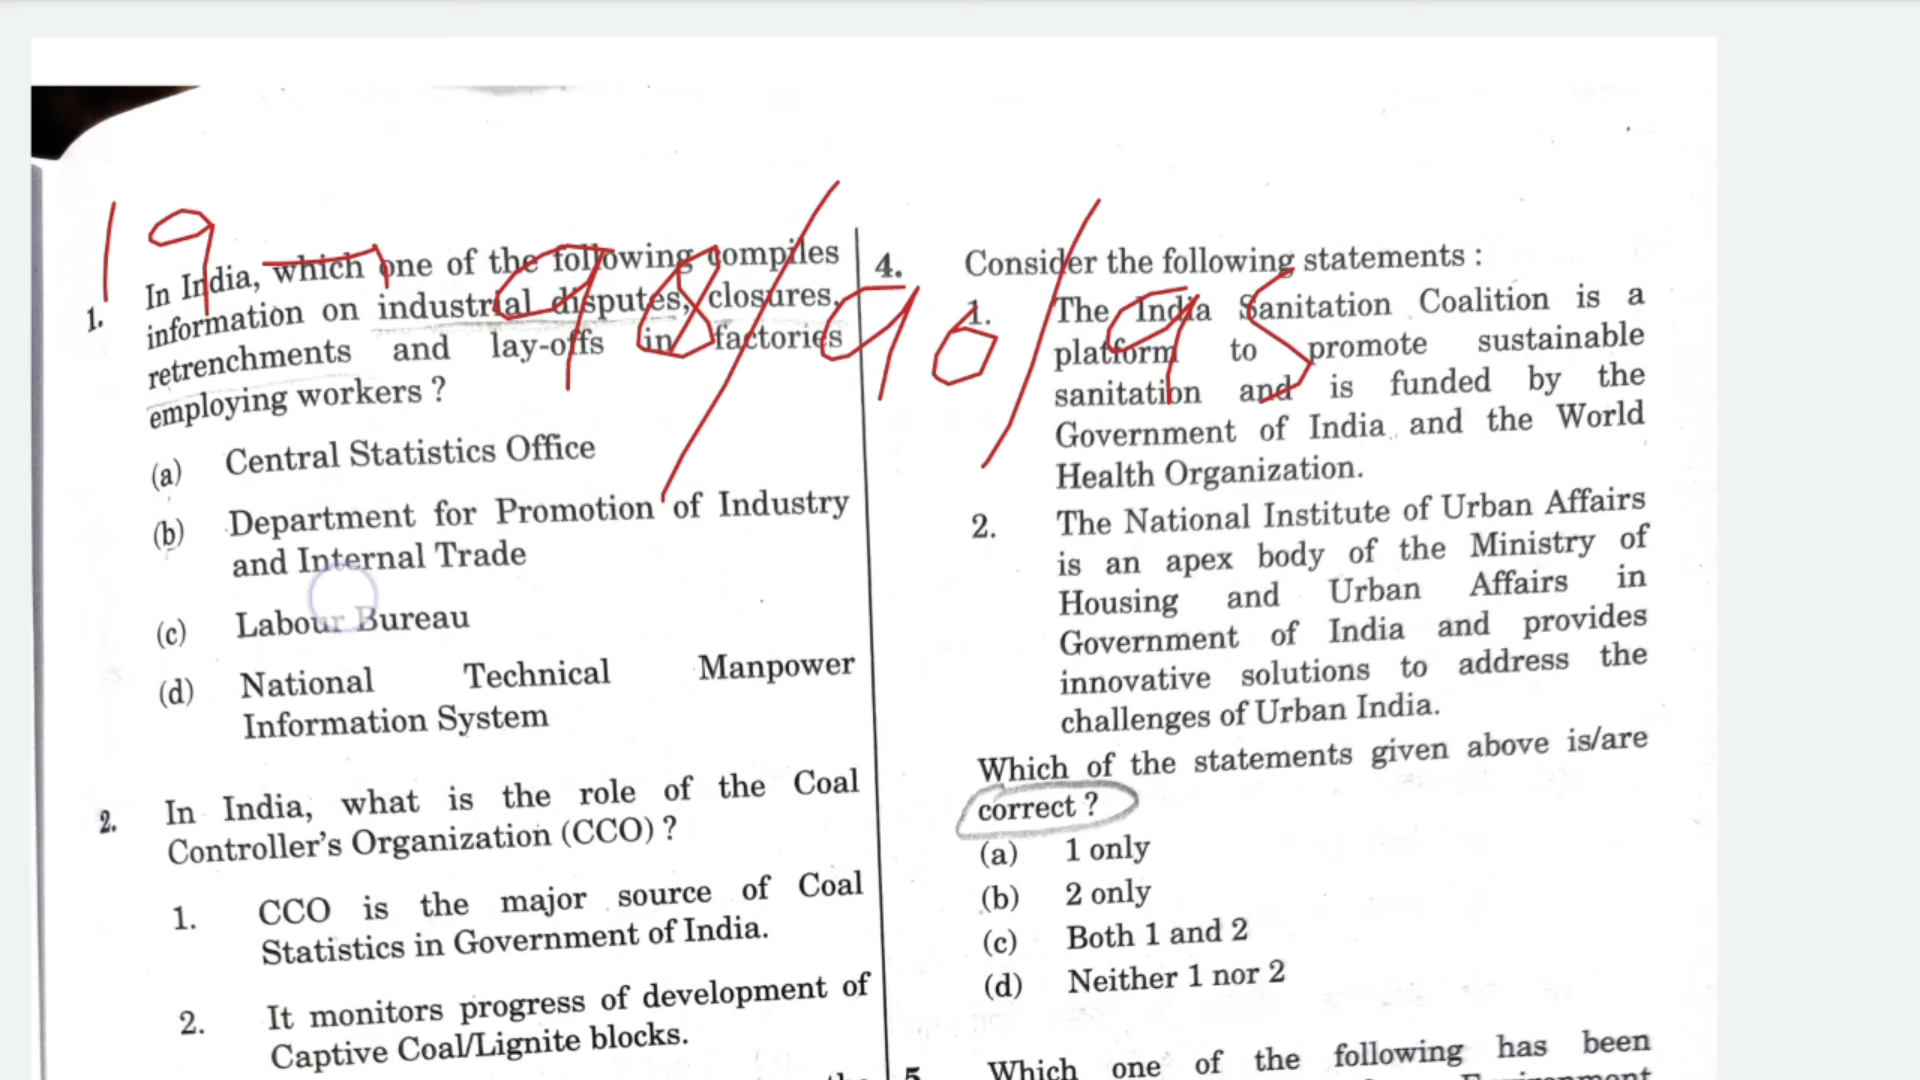 19
98/90/95
1. In India, which one of the following compiles
information on industrial disputes, closures,
retrenchments and lay-offs in factories
employing workers ?
(a) Central Statistics Office
(b) Department for Promotion of Industry
and Internal Trade
(c) Labour Bureau
(d) National Technical Manpower
Information System
2. In India, what is the role of the Coal
Controller's Organization (CCO) ?
1. CCO is the major source of Coal
Statistics in Government of India.
2. It monitors progress of development of
Captive Coal/Lignite blocks.
4. Consider the following statements :
1. The India Sanitation Coalition is a
platform to promote sustainable
sanitation and is funded by the
Government of India and the World
Health Organization.
2. The National Institute of Urban Affairs
is an apex body of the Ministry of
Housing and Urban Affairs in
Government of India and provides
innovative solutions to address the
challenges of Urban India.
Which of the statements given above is/are
correct ?
(a) 1 only
(b) 2 only
(c) Both 1 and 2
(d) Neither 1 nor 2
5. Which one of the following has been